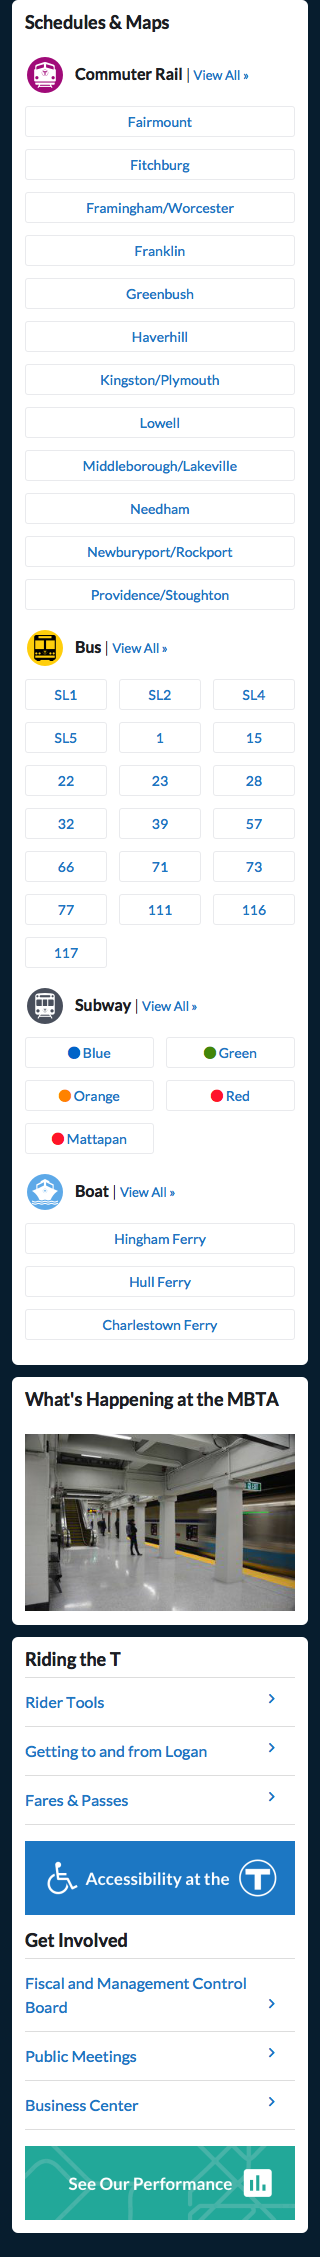 Schedules & Maps
Commuter Rail | View All »
Fairmount
Fitchburg
Framingham/Worcester
Franklin
Greenbush
Haverhill
Kingston/Plymouth
Lowell
Middleborough/Lakeville
Needham
Newburyport/Rockport
Providence/Stoughton
Bus | View All »
SL1 SL2 SL4
SL5 1 15
22 23 28
32 39 57
66 71 73
77 111 116
117
Subway | View All »
Blue Green
Orange Red
Mattapan
Boat | View All »
Hingham Ferry
Hull Ferry
Charlestown Ferry
What's Happening at the MBTA
Riding the T
Rider Tools
Getting to and from Logan
Fares & Passes
Accessibility at the T
Get Involved
Fiscal and Management Control
Board
Public Meetings
Business Center
See Our Performance